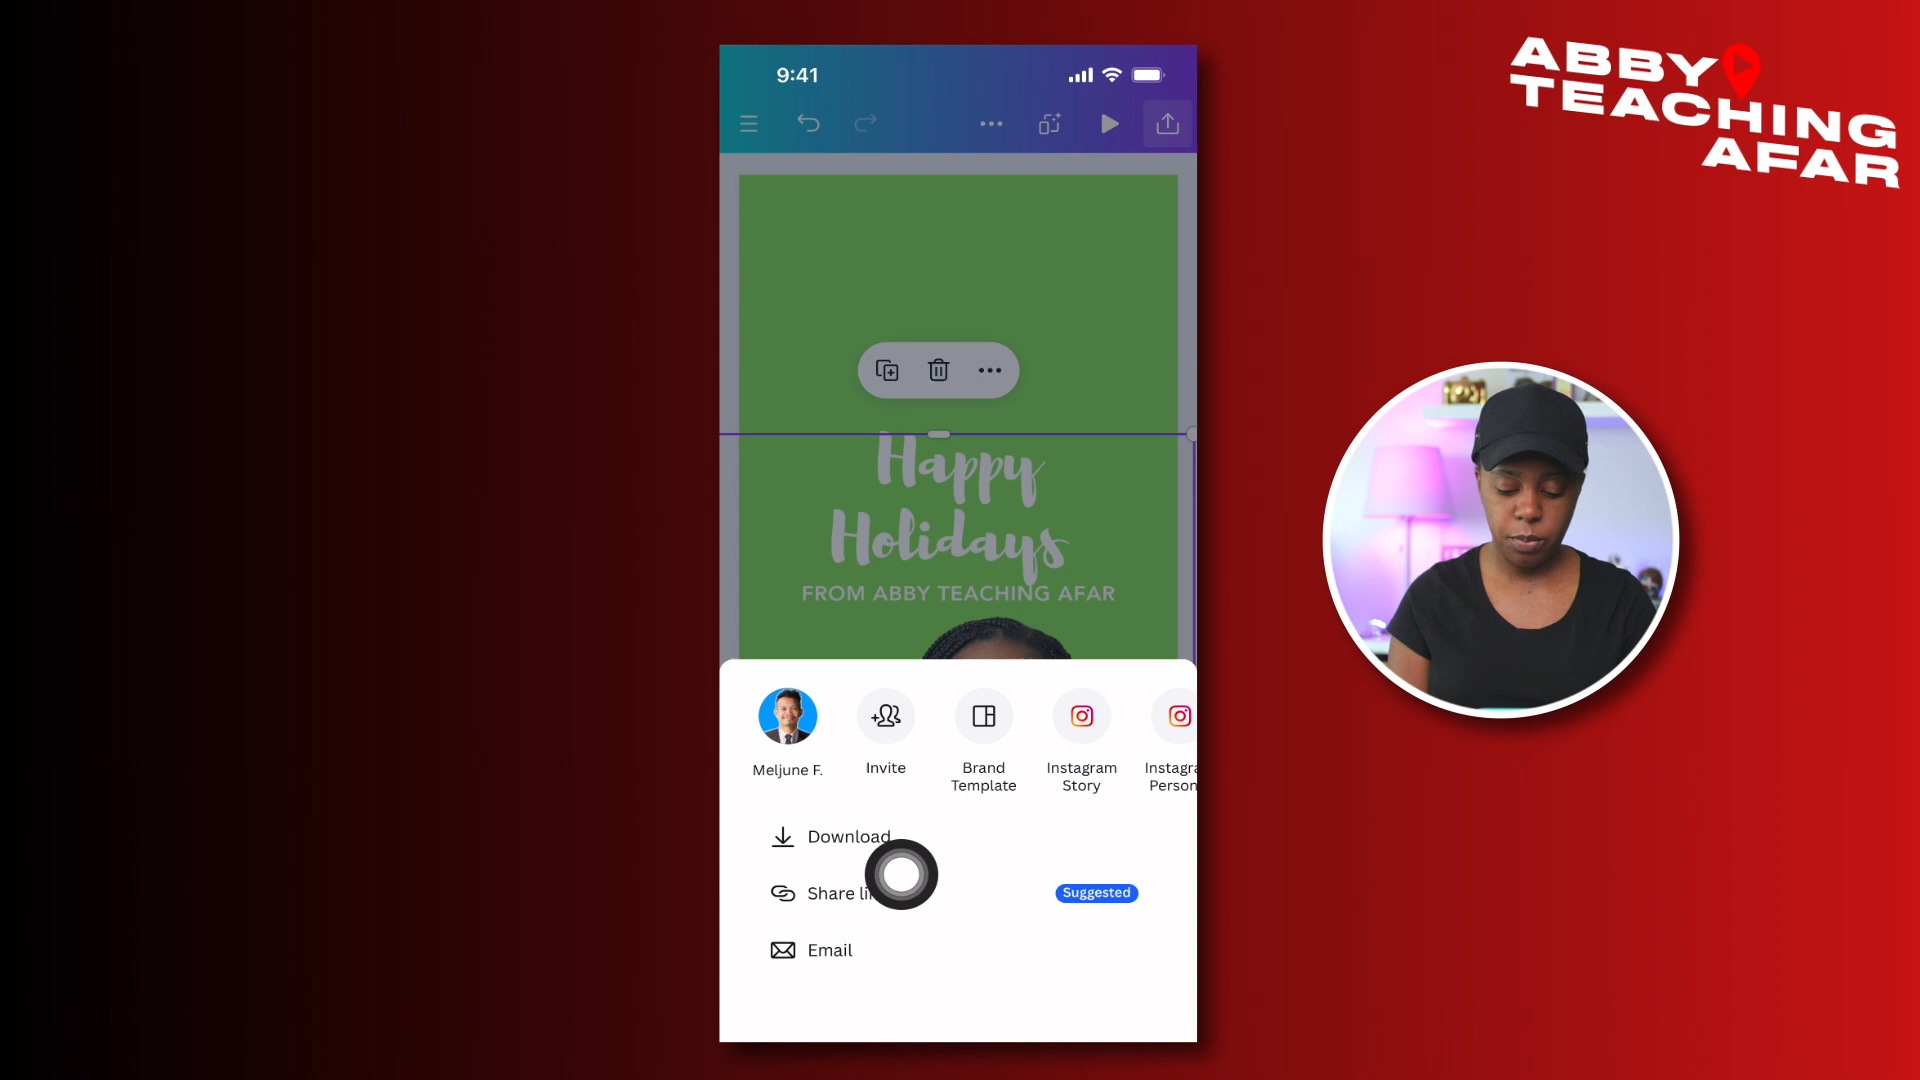 9:41
ABBY
TEACHING
AFAR
Happy
Holidays
FROM ABBY TEACHING AFAR
Meljune F.
Invite
Brand
Template
Instagram
Story
Download
Share
Suggested
Email